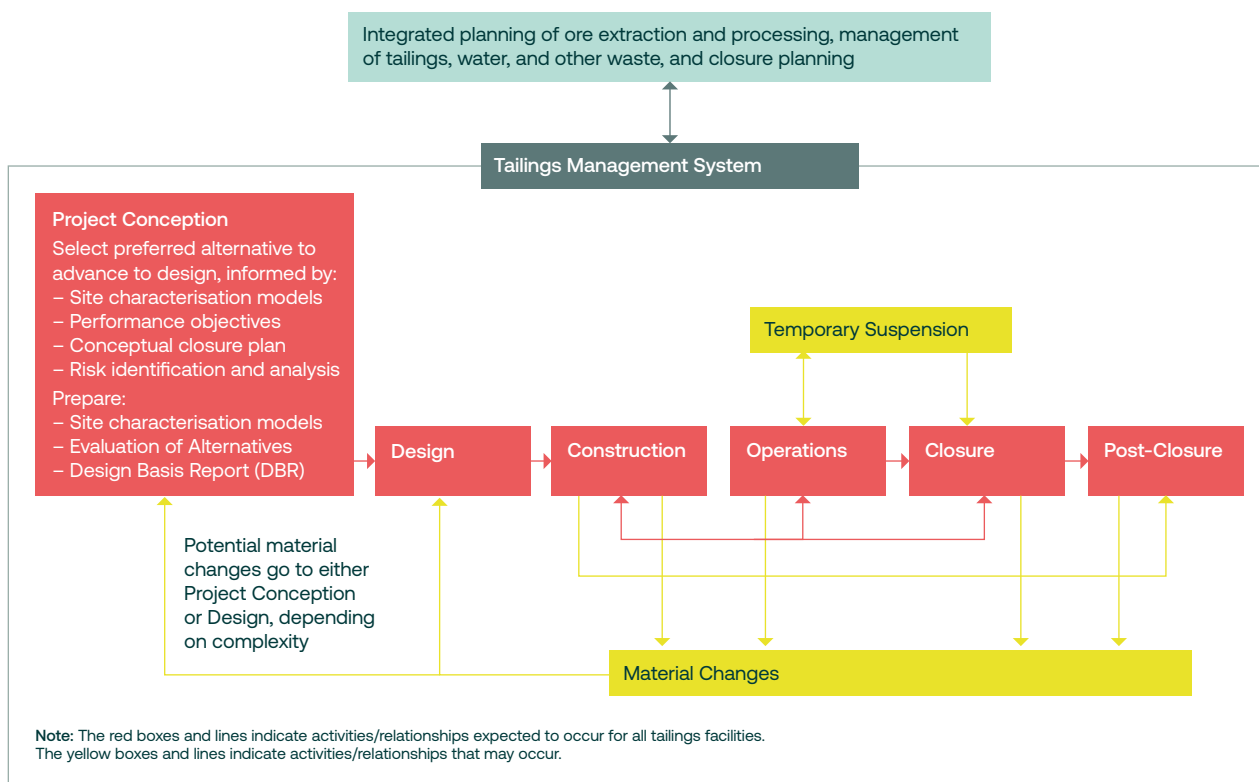 Integrated planning of ore extraction and processing, management
of tailings, water, and other waste, and closure planning
Tailings Management System
Project Conception
Select preferred alternative to
advance to design, informed by:
– Site characterisation models
– Performance objectives
– Conceptual closure plan
– Risk identification and analysis
Prepare:
– Site characterisation models
– Evaluation of Alternatives
– Design Basis Report (DBR)
Temporary Suspension
Design
Construction
Operations
Closure
Post-Closure
Potential material
changes go to either
Project Conception
or Design, depending
on complexity
Material Changes
Note: The red boxes and lines indicate activities/relationships expected to occur for all tailings facilities.
The yellow boxes and lines indicate activities/relationships that may occur.